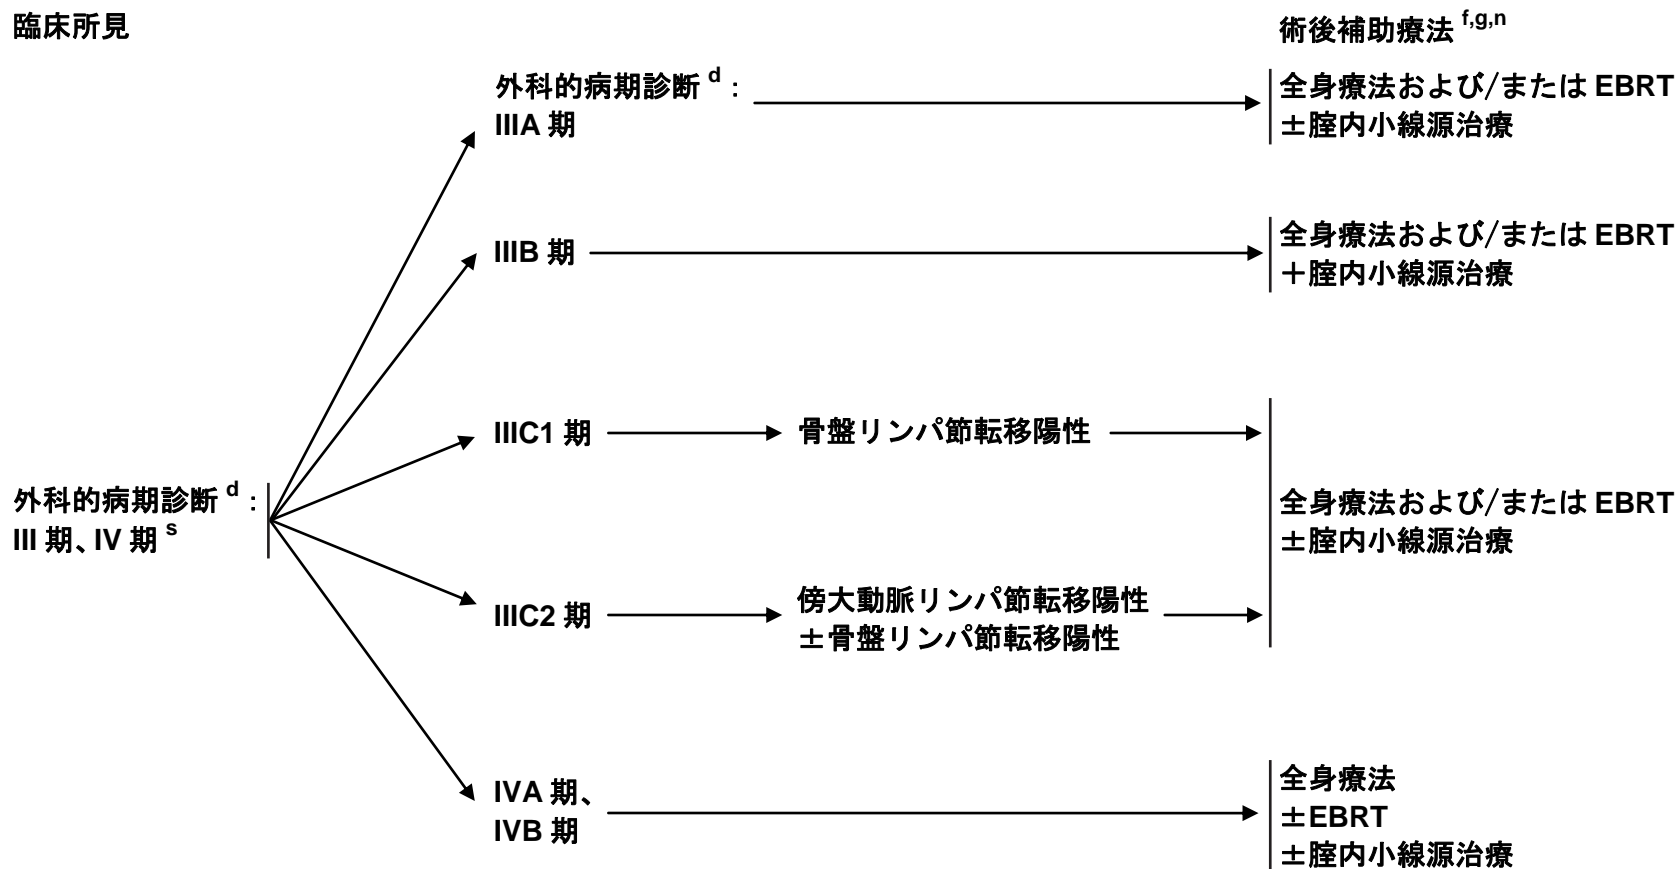 臨床所見
術後補助療法 f,g,n
外科的病期診断 d：
IIIA 期
全身療法および/または EBRT
±腟内小線源治療
IIIB 期
全身療法および/または EBRT
＋腟内小線源治療
IIIC1 期
骨盤リンパ節転移陽性
外科的病期診断 d：
III 期、IV 期 s
全身療法および/または EBRT
±腟内小線源治療
IIIC2 期
傍大動脈リンパ節転移陽性
±骨盤リンパ節転移陽性
IVA 期、
IVB 期
全身療法
±EBRT
±腟内小線源治療